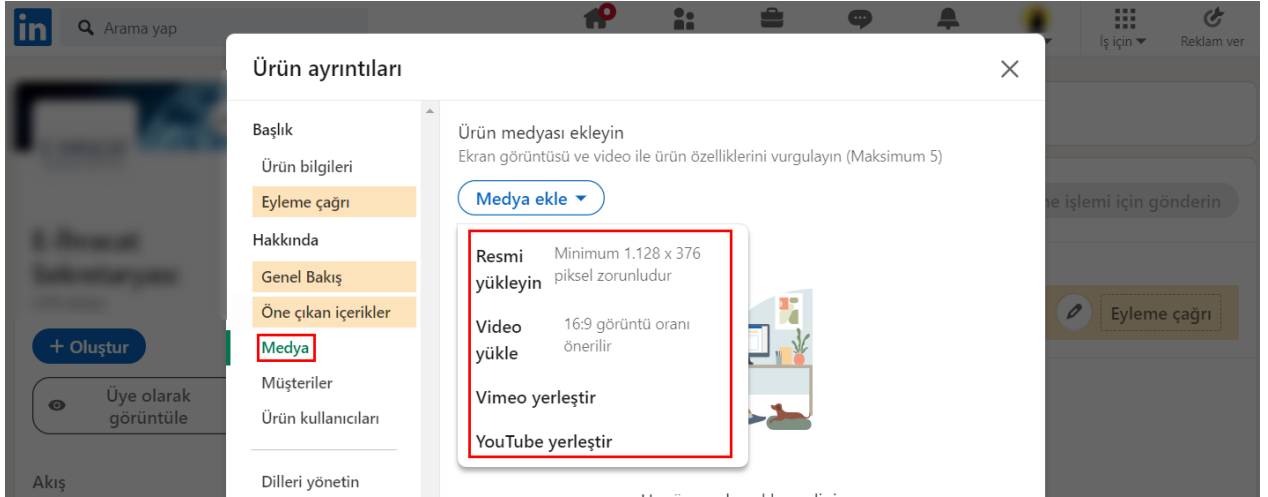 in
Arama yap
İş için
Reklam ver
Ürün ayrıntıları
Başlık
Ürün bilgileri
Eyleme çağrı
Hakkında
Genel Bakış
Öne çıkan içerikler
Medya
Müşteriler
Ürün kullanıcıları
Dilleri yönetin
Ürün medyası ekleyin
Ekran görüntüsü ve video ile ürün özelliklerini vurgulayın (Maksimum 5)
Medya ekle
Resmi
yükleyin
Minimum 1.128 x 376
piksel zorunludur
Video
yükle
16:9 görüntü oranı
önerilir
Vimeo yerleştir
YouTube yerleştir
E-İhracat
Sekretaryası
+ Oluştur
Üye olarak
görüntüle
Akış
işlemi için gönderin
Eyleme çağrı